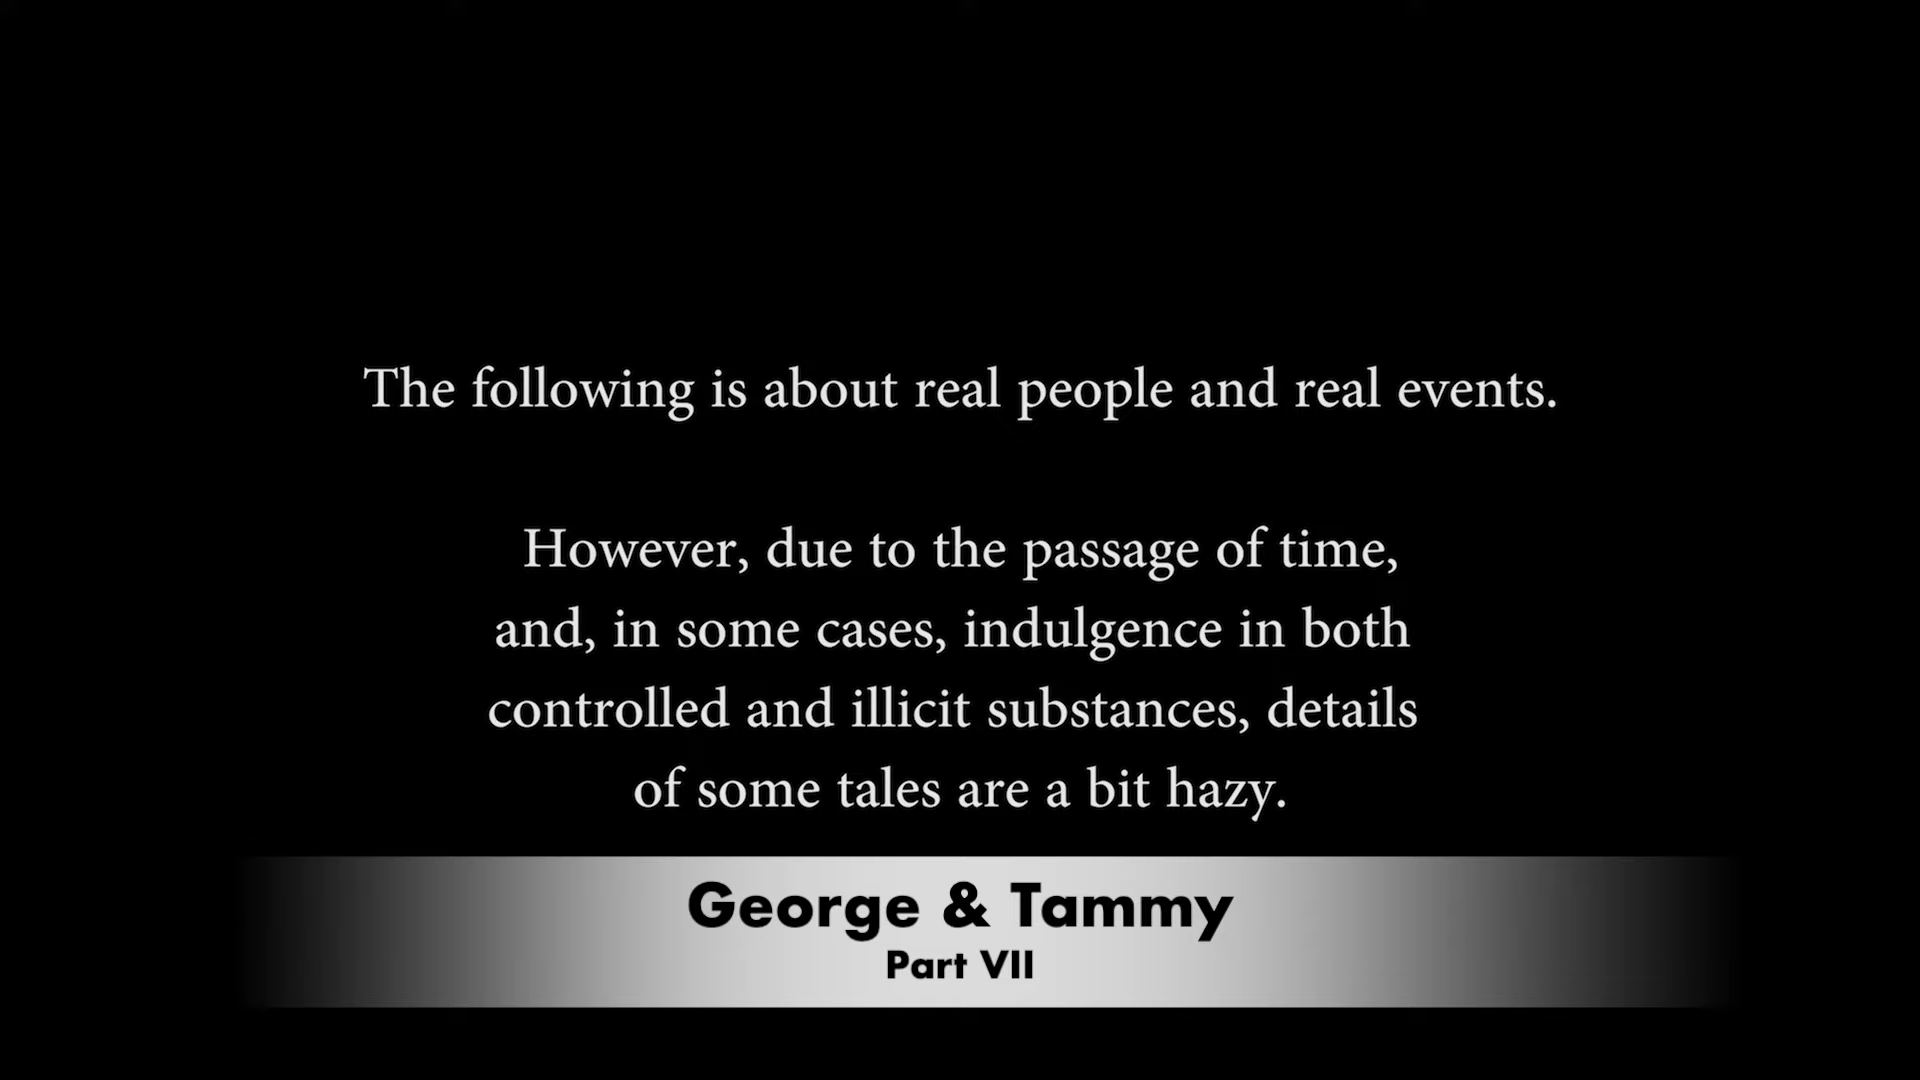 The following is about real people and real events.
However, due to the passage of time,
and, in some cases, indulgence in both
controlled and illicit substances, details
of some tales are a bit hazy.
George & Tammy
Part VII